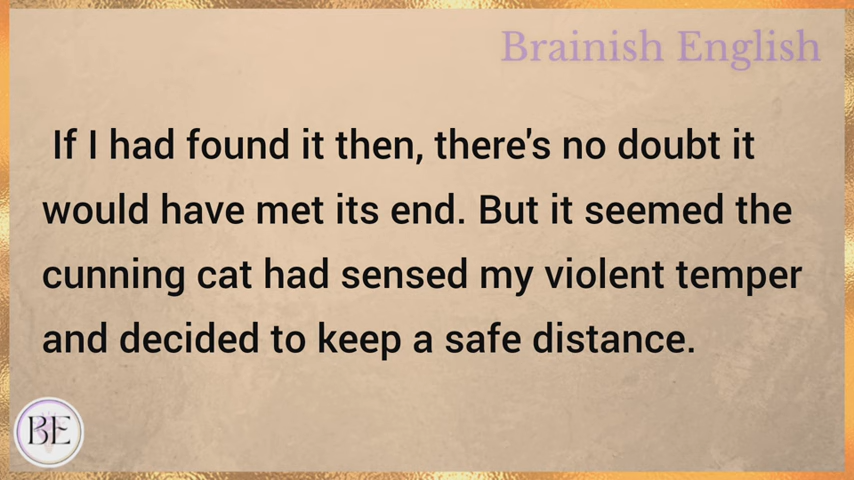 Brainish English
If I had found it then, there's no doubt it
would have met its end. But it seemed the
cunning cat had sensed my violent temper
and decided to keep a safe distance.
BE